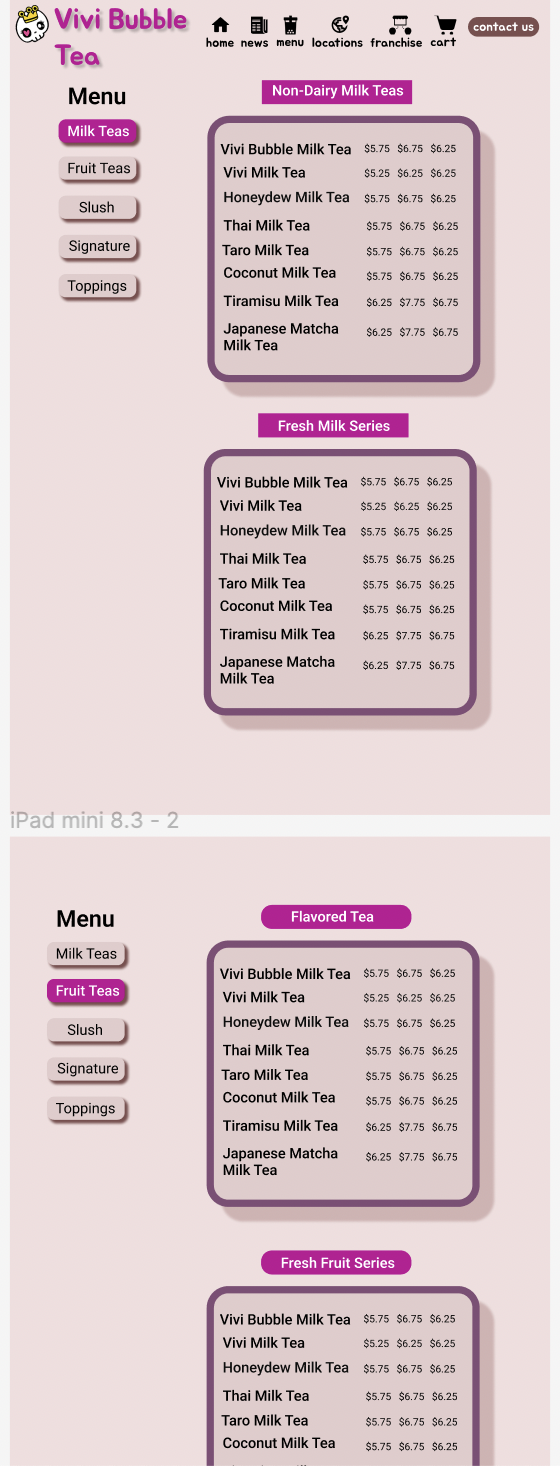 Vivi Bubble
Tea
home news menu locations franchise cart contact us
Menu
Milk Teas
Fruit Teas
Slush
Signature
Toppings
Non-Dairy Milk Teas
Vivi Bubble Milk Tea $5.75 $6.75 $6.25
Vivi Milk Tea $5.25 $6.25 $6.25
Honeydew Milk Tea $5.75 $6.75 $6.25
Thai Milk Tea $5.75 $6.75 $6.25
Taro Milk Tea $5.75 $6.75 $6.25
Coconut Milk Tea $5.75 $6.75 $6.25
Tiramisu Milk Tea $6.25 $7.75 $6.75
Japanese Matcha $6.25 $7.75 $6.75
Milk Tea
Fresh Milk Series
Vivi Bubble Milk Tea $5.75 $6.75 $6.25
Vivi Milk Tea $5.25 $6.25 $6.25
Honeydew Milk Tea $5.75 $6.75 $6.25
Thai Milk Tea $5.75 $6.75 $6.25
Taro Milk Tea $5.75 $6.75 $6.25
Coconut Milk Tea $5.75 $6.75 $6.25
Tiramisu Milk Tea $6.25 $7.75 $6.75
Japanese Matcha $6.25 $7.75 $6.75
Milk Tea
iPad mini 8.3 - 2
Menu
Milk Teas
Fruit Teas
Slush
Signature
Toppings
Flavored Tea
Vivi Bubble Milk Tea $5.75 $6.75 $6.25
Vivi Milk Tea $5.25 $6.25 $6.25
Honeydew Milk Tea $5.75 $6.75 $6.25
Thai Milk Tea $5.75 $6.75 $6.25
Taro Milk Tea $5.75 $6.75 $6.25
Coconut Milk Tea $5.75 $6.75 $6.25
Tiramisu Milk Tea $6.25 $7.75 $6.75
Japanese Matcha $6.25 $7.75 $6.75
Milk Tea
Fresh Fruit Series
Vivi Bubble Milk Tea $5.75 $6.75 $6.25
Vivi Milk Tea $5.25 $6.25 $6.25
Honeydew Milk Tea $5.75 $6.75 $6.25
Thai Milk Tea $5.75 $6.75 $6.25
Taro Milk Tea $5.75 $6.75 $6.25
Coconut Milk Tea $5.75 $6.75 $6.25